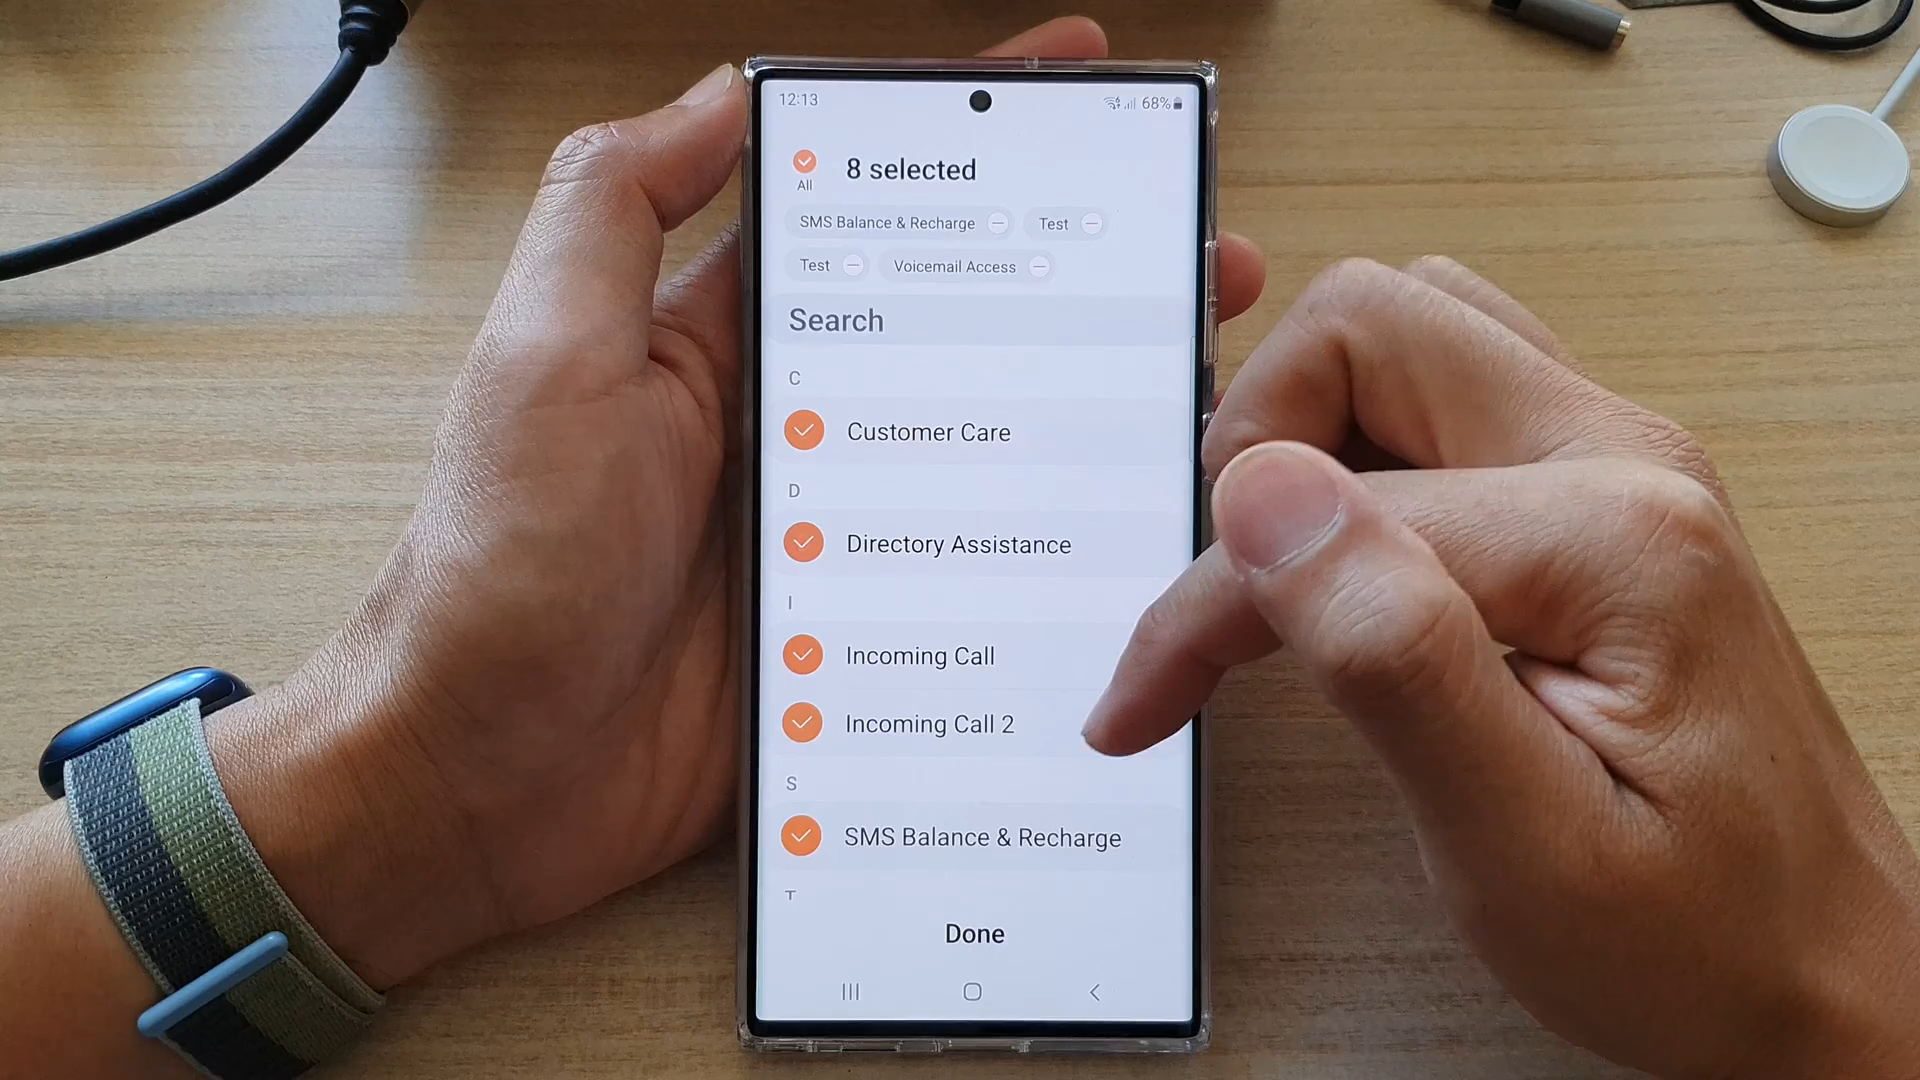 12:13 68%
8 selected
All
SMS Balance & Recharge Test
Test Voicemail Access
Search
C
Customer Care
D
Directory Assistance
I
Incoming Call
Incoming Call 2
S
SMS Balance & Recharge
T
Done